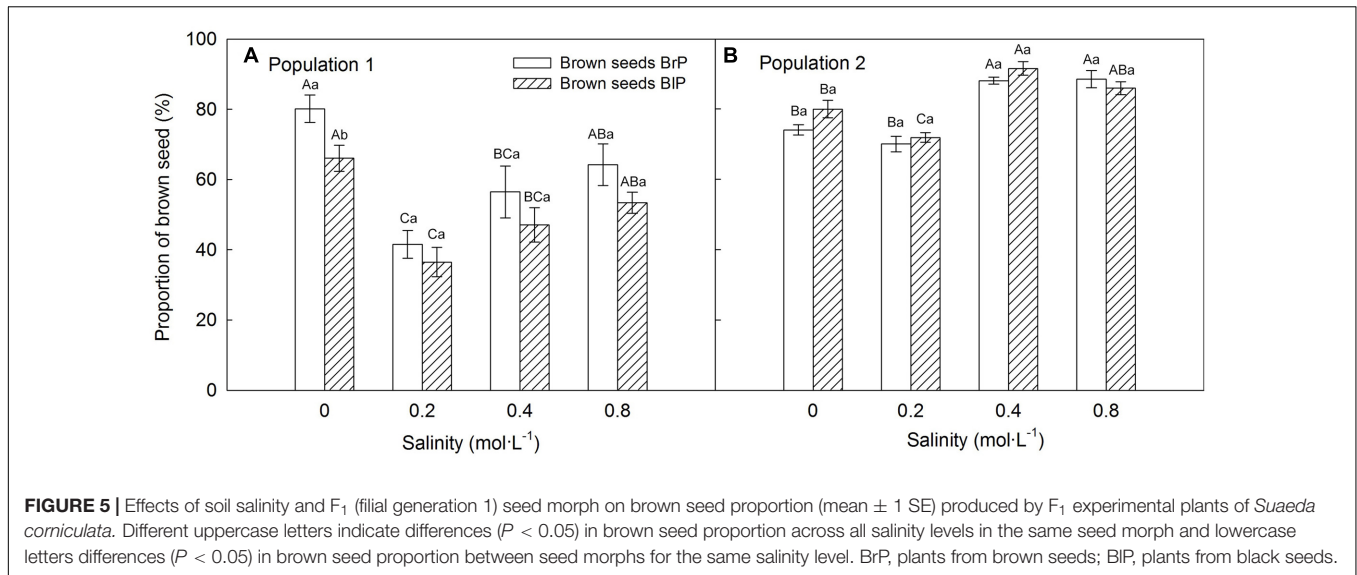 A Population 1
Brown seeds BrP
Brown seeds BlP
B Population 2
Proportion of brown seed (%)
100
80
60
40
20
0
Aa Ab Ca Ca BCa BCa ABa ABa
Ba Ba Ba Ca Aa Aa Aa ABa
0 0.2 0.4 0.8
0 0.2 0.4 0.8
Salinity (mol·L⁻¹)
Salinity (mol·L⁻¹)
FIGURE 5 | Effects of soil salinity and F₁ (filial generation 1) seed morph on brown seed proportion (mean ± 1 SE) produced by F₁ experimental plants of Suaeda
corniculata. Different uppercase letters indicate differences (P < 0.05) in brown seed proportion across all salinity levels in the same seed morph and lowercase
letters differences (P < 0.05) in brown seed proportion between seed morphs for the same salinity level. BrP, plants from brown seeds; BlP, plants from black seeds.